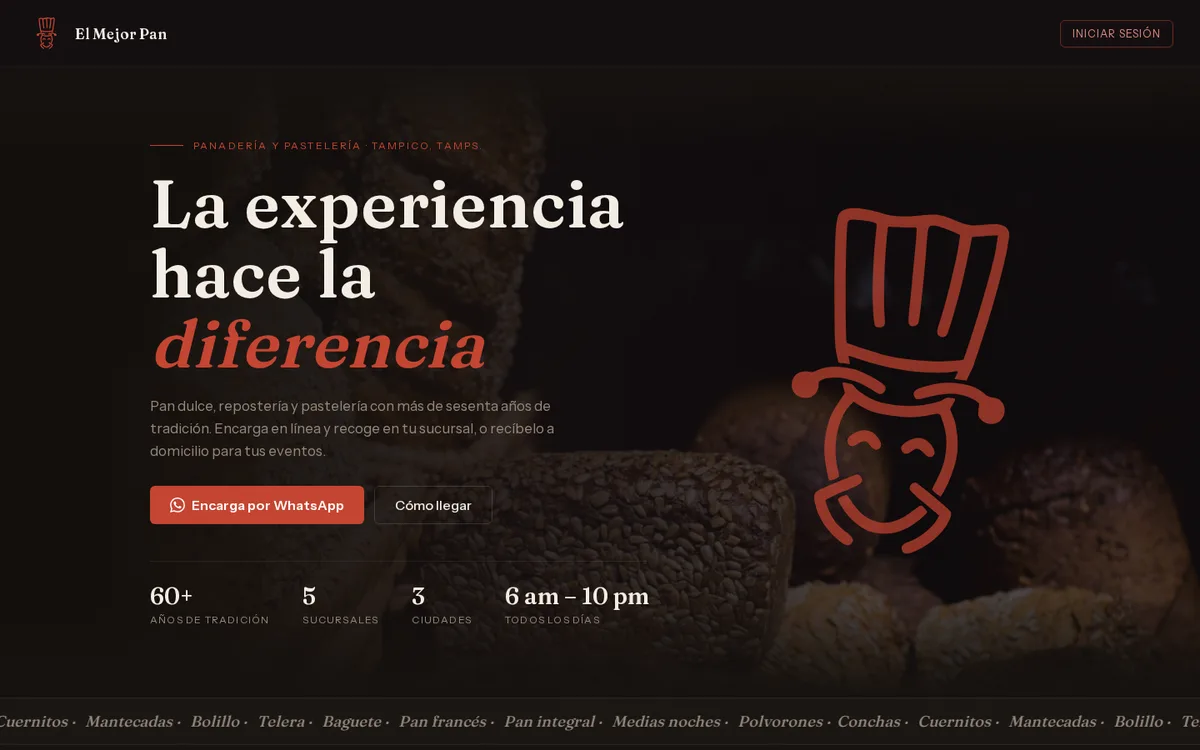 El Mejor Pan
INICIAR SESIÓN
PANADERÍA Y PASTELERÍA · TAMPICO, TAMPS.
La experiencia
hace la
diferencia
Pan dulce, repostería y pastelería con más de sesenta años de
tradición. Encarga en línea y recoge en tu sucursal, o recíbelo a
domicilio para tus eventos.
Encarga por WhatsApp
Cómo llegar
60+
AÑOS DE TRADICIÓN
5
SUCURSALES
3
CIUDADES
6 am – 10 pm
TODOS LOS DÍAS
Cuernitos · Mantecadas · Bolillo · Telera · Baguete · Pan francés · Pan integral · Medias noches · Polvorones · Conchas · Cuernitos · Mantecadas · Bolillo · Te